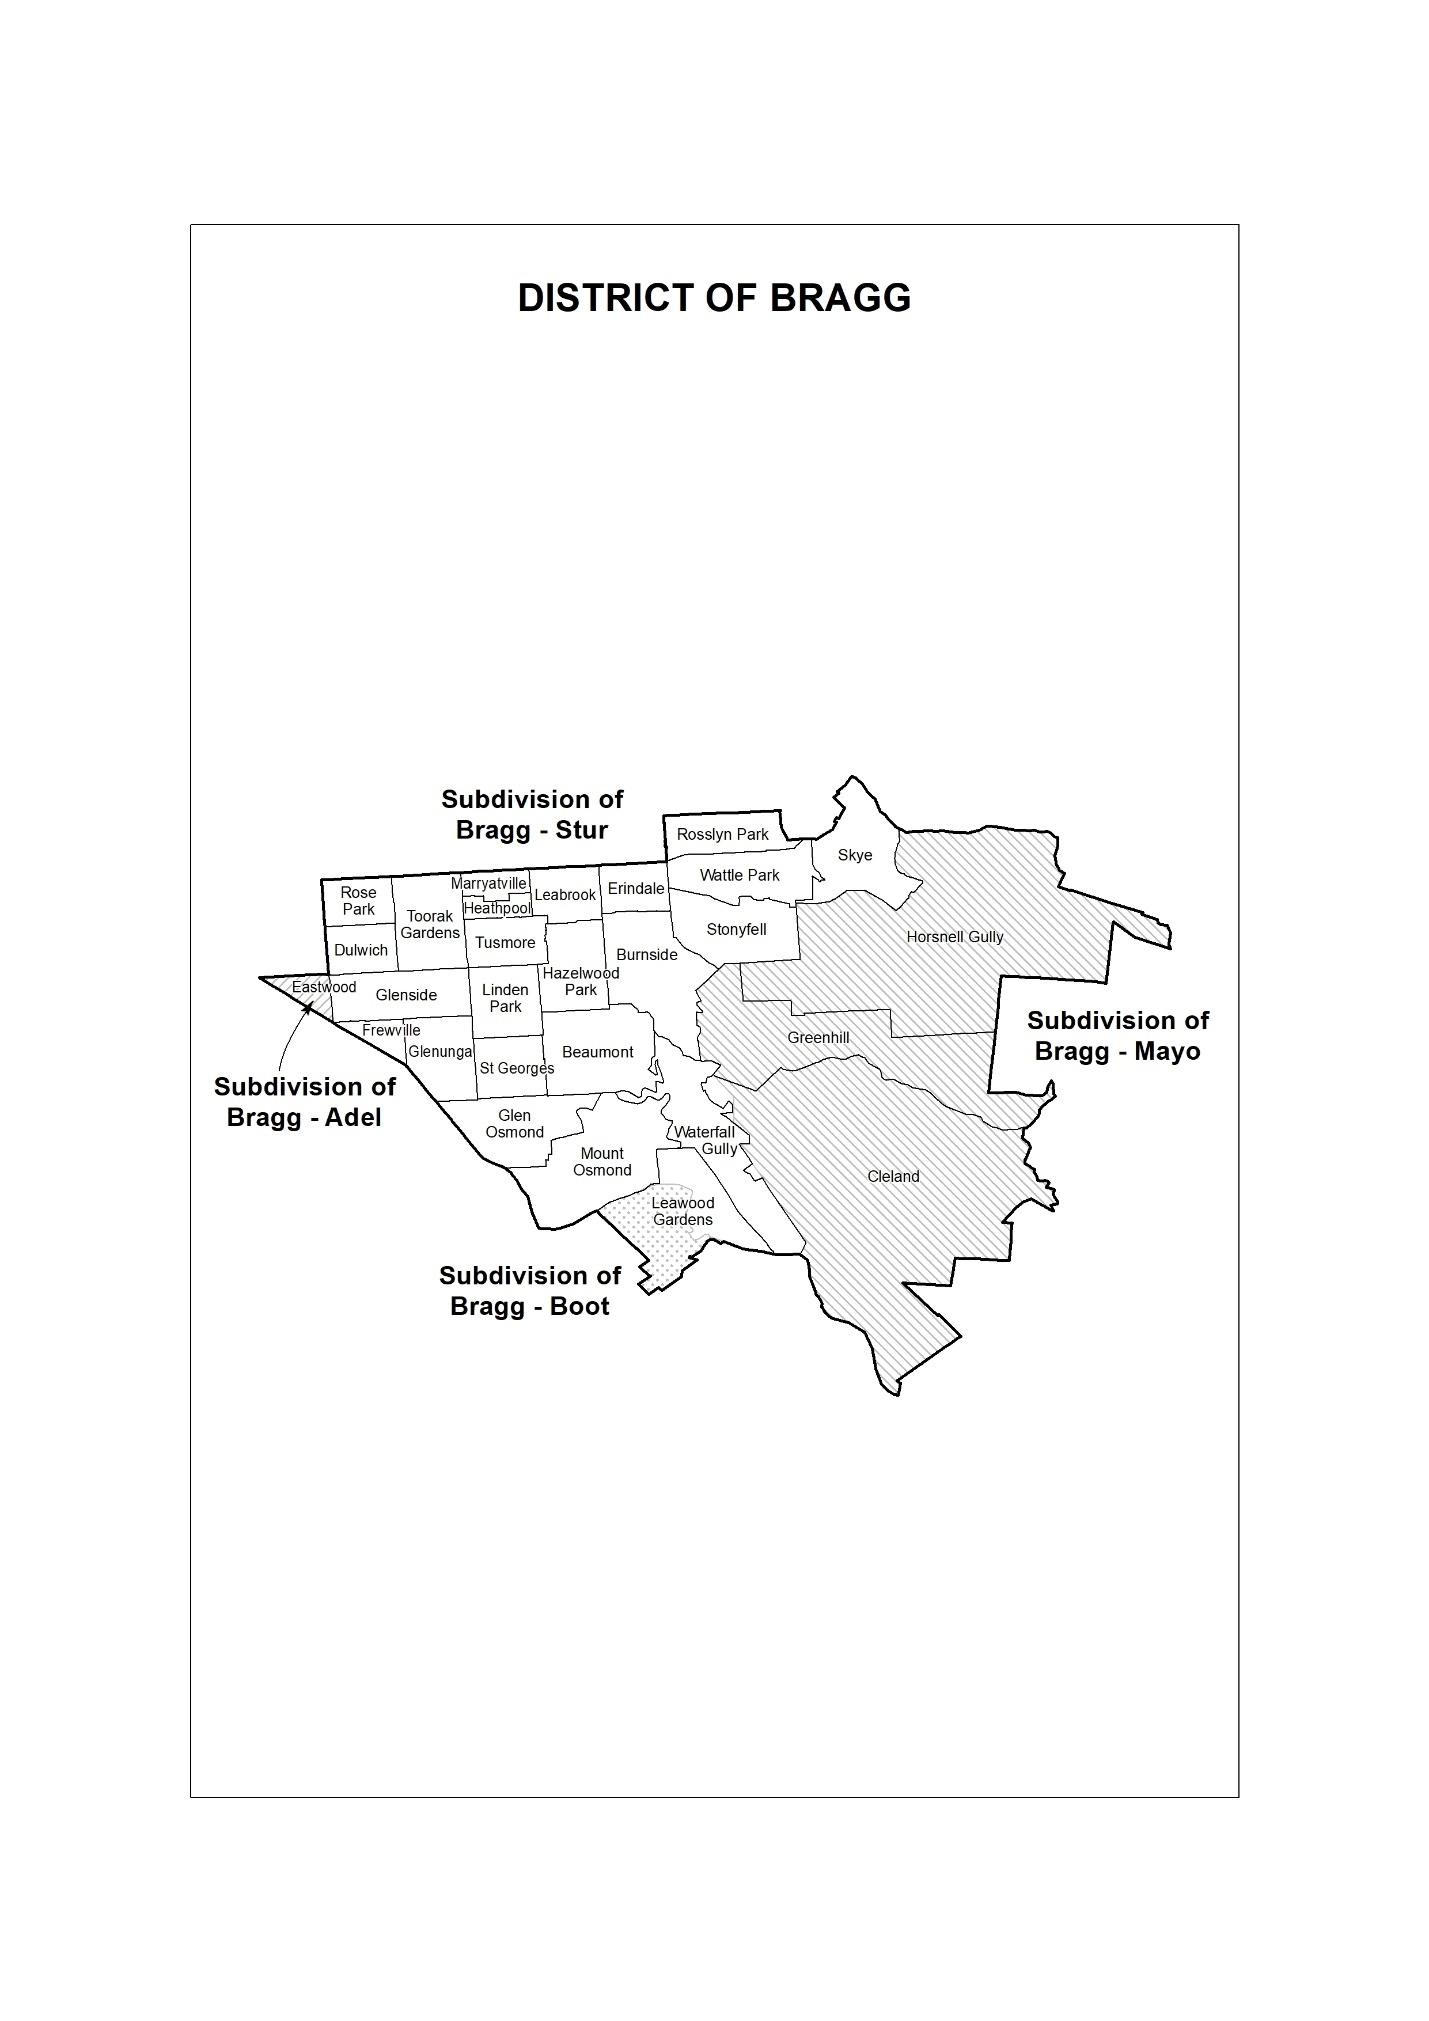 DISTRICT OF BRAGG
Subdivision of
Bragg - Stur
Rosslyn Park
Skye
Wattle Park
Rose
Park
Marryatville
Leabrook
Erindale
Heathpool
Toorak
Gardens
Stonyfell
Horsnell Gully
Dulwich
Tusmore
Burnside
Hazelwood
Park
Eastwood
Glenside
Linden
Park
Subdivision of
Bragg - Mayo
Frewville
Greenhill
Glenunga
Beaumont
St Georges
Subdivision of
Bragg - Adel
Glen
Osmond
Waterfall
Gully
Mount
Osmond
Cleland
Leawood
Gardens
Subdivision of
Bragg - Boot